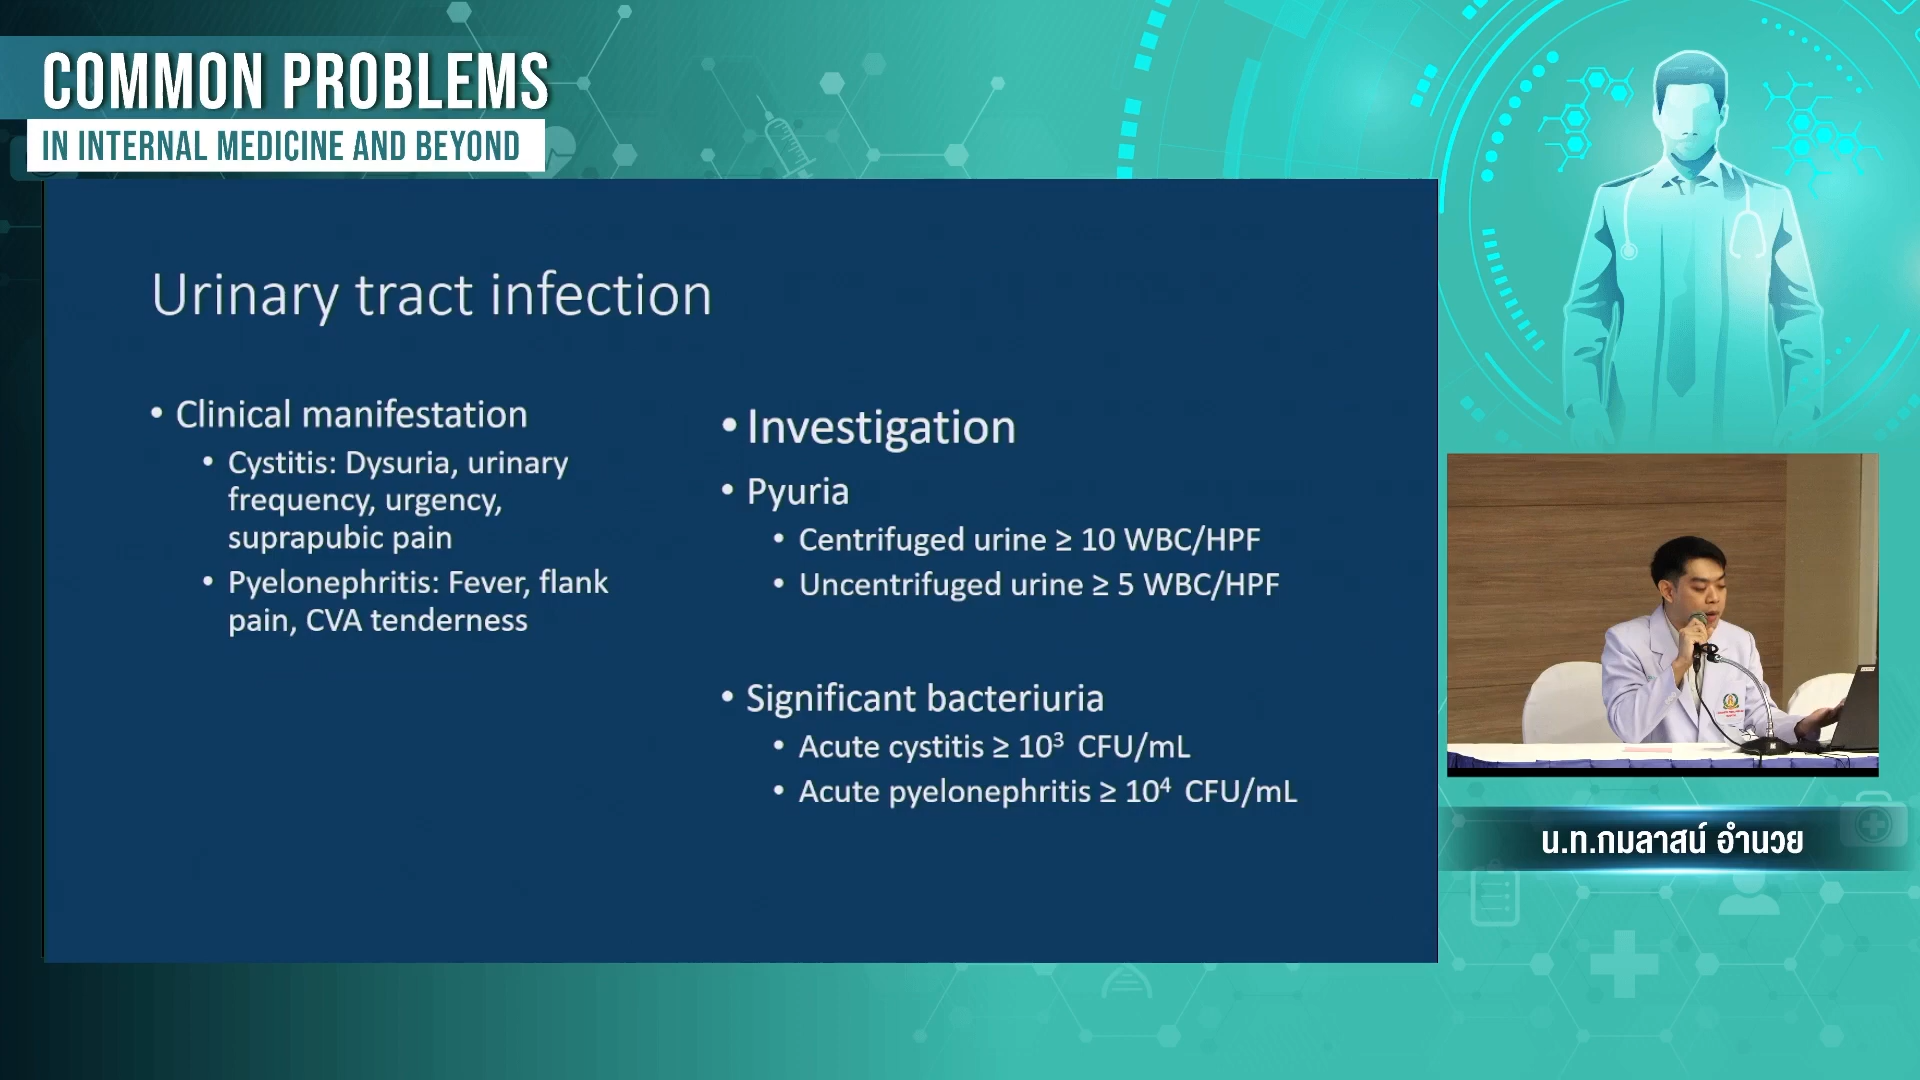 COMMON PROBLEMS
IN INTERNAL MEDICINE AND BEYOND
Urinary tract infection
• Clinical manifestation
• Cystitis: Dysuria, urinary
frequency, urgency,
suprapubic pain
• Pyelonephritis: Fever, flank
pain, CVA tenderness
• Investigation
• Pyuria
• Centrifuged urine ≥ 10 WBC/HPF
• Uncentrifuged urine ≥ 5 WBC/HPF
• Significant bacteriuria
• Acute cystitis ≥ 10³ CFU/mL
• Acute pyelonephritis ≥ 10⁴ CFU/mL
น.ท.กมลาสน์ อำนวย